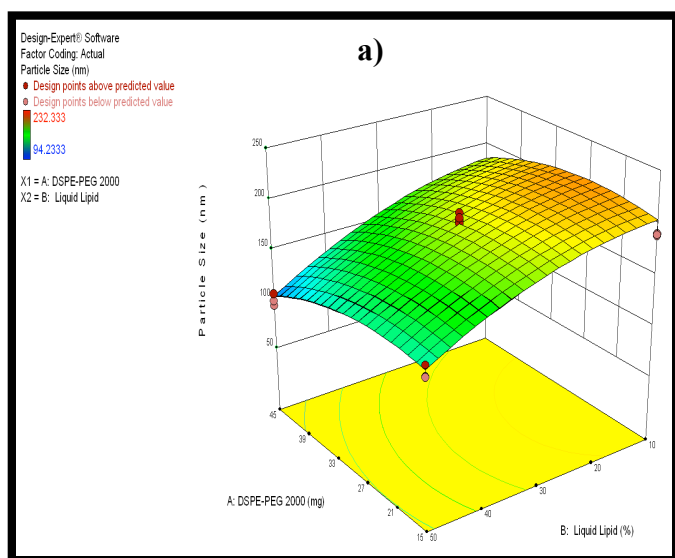 Design-Expert® Software
Factor Coding: Actual
Particle Size (nm)
Design points above predicted value
Design points below predicted value
232.333
94.2333
X1 = A: DSPE-PEG 2000
X2 = B: Liquid Lipid
a)
250
200
150
100
50
Particle Size (nm)
45
39
33
27
21
15
50
40
30
20
10
A: DSPE-PEG 2000 (mg)
B: Liquid Lipid (%)